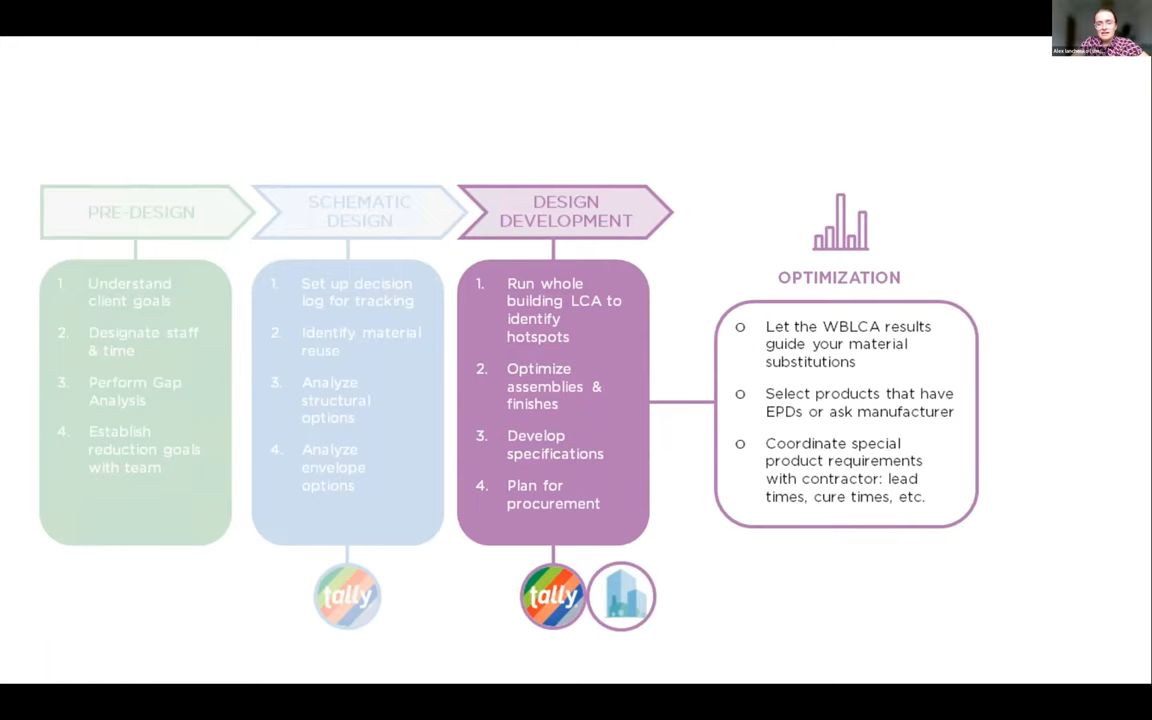 PRE-DESIGN
1 Understand
client goals
2. Designate staff
& time
3. Perform Gap
Analysis
4. Establish
reduction goals
with team
SCHEMATIC
DESIGN
1. Set up decision
log for tracking
2. Identify material
reuse
3. Analyze
structural
options
4. Analyze
envelope
options
tally
DESIGN
DEVELOPMENT
1. Run whole
building LCA to
identify
hotspots
2. Optimize
assemblies &
finishes
3. Develop
specifications
4. Plan for
procurement
tally
OPTIMIZATION
o Let the WBLCA results
guide your material
substitutions
o Select products that have
EPDs or ask manufacturer
o Coordinate special
product requirements
with contractor: lead
times, cure times, etc.